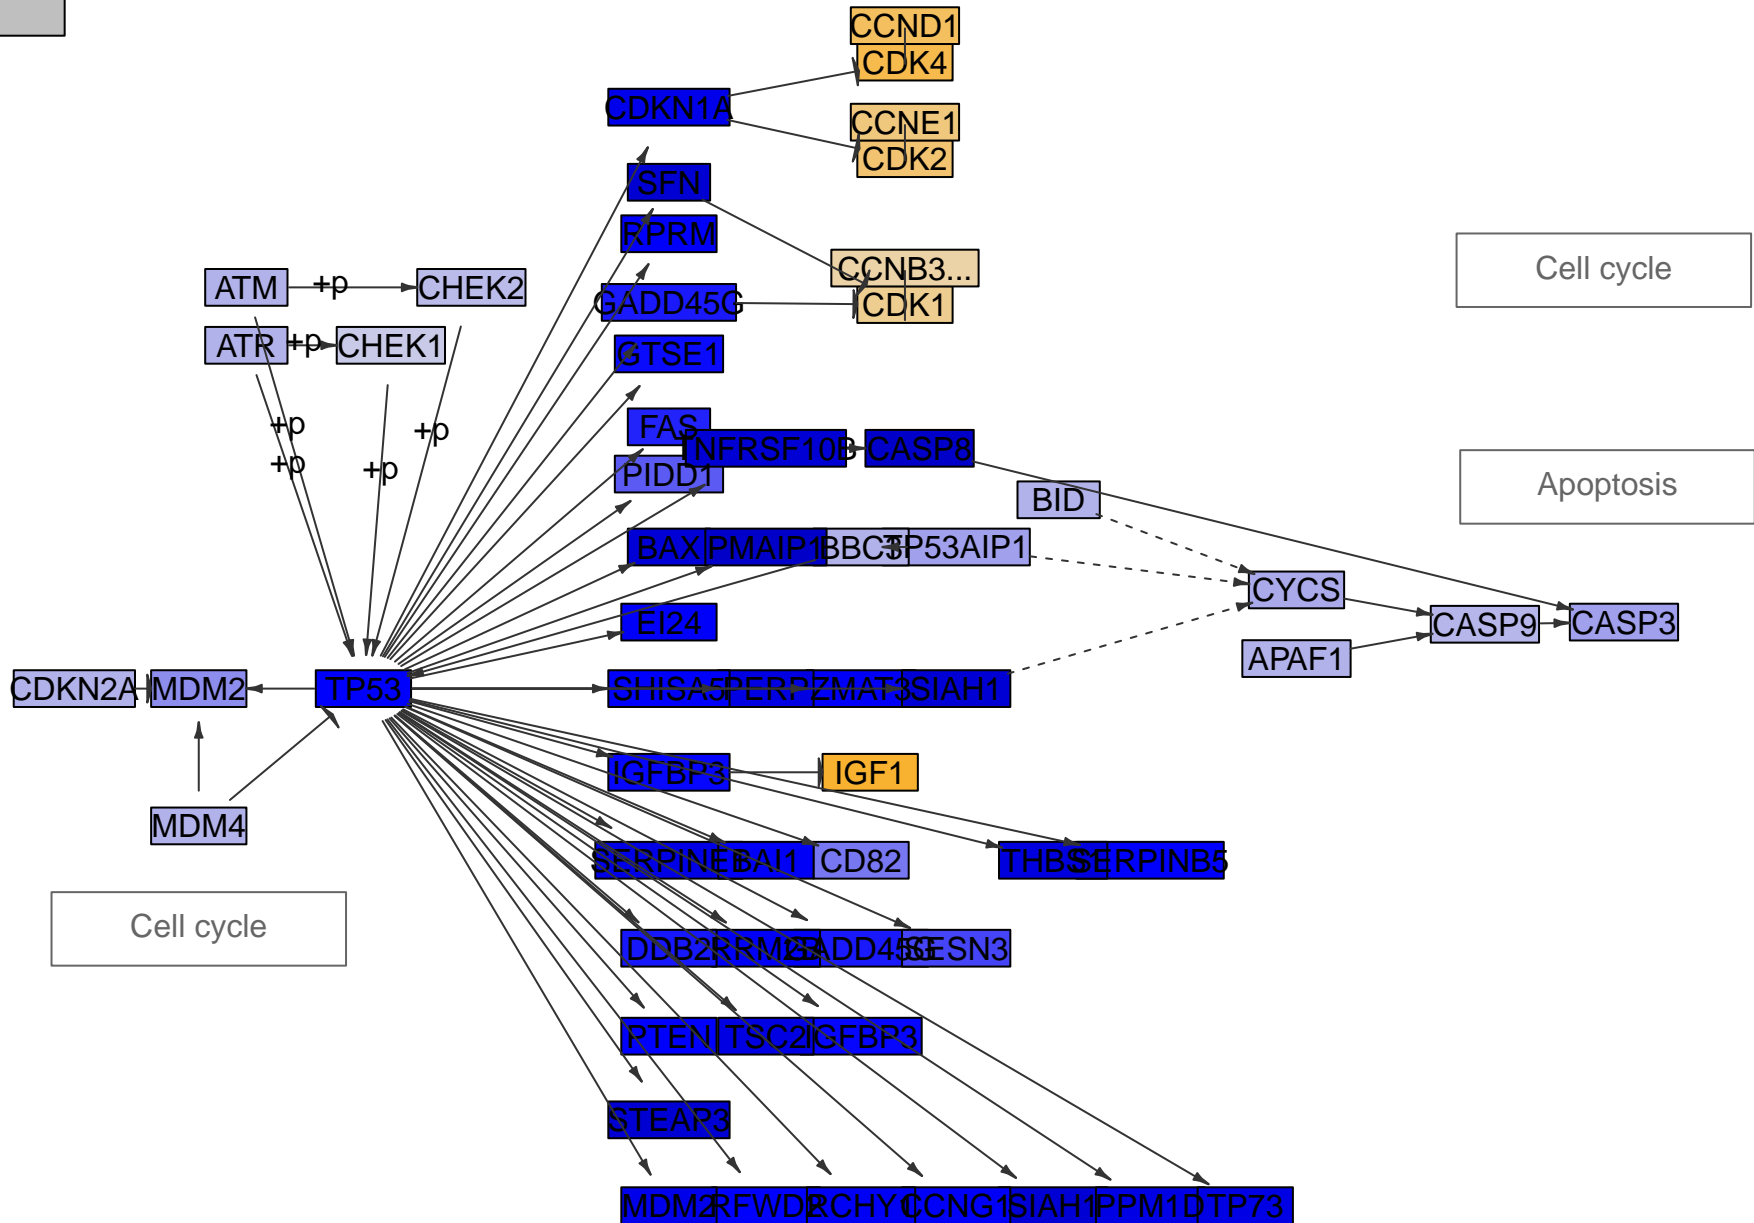 CCND1
CDK4
CDKN1A
CCNE1
CDK2
SFN
RPRM
CCNB3...
Cell cycle
ATM +p CHEK2
GADD45G CDK1
ATR +p CHEK1
GTSE1
+p +p FAS
TNFRSF10B CASP8
+p +p PIDD1
Apoptosis
BID
BAX PMAIP1 BBC3 TP53AIP1
CYCS
EI24 CASP9 CASP3
APAF1
CDKN2A MDM2 TP53 SHISA5 PERP ZMAT3 SIAH1
IGFBP3 IGF1
MDM4
SERPINE1 BAI1 CD82 THBS1 SERPINB5
Cell cycle
DDB2 RRM2B GADD45G SESN3
PTEN TSC2 IGFBP3
STEAP3
MDM2 RFWD2 RCHY1 CCNG1 SIAH1 PPM1D TP73